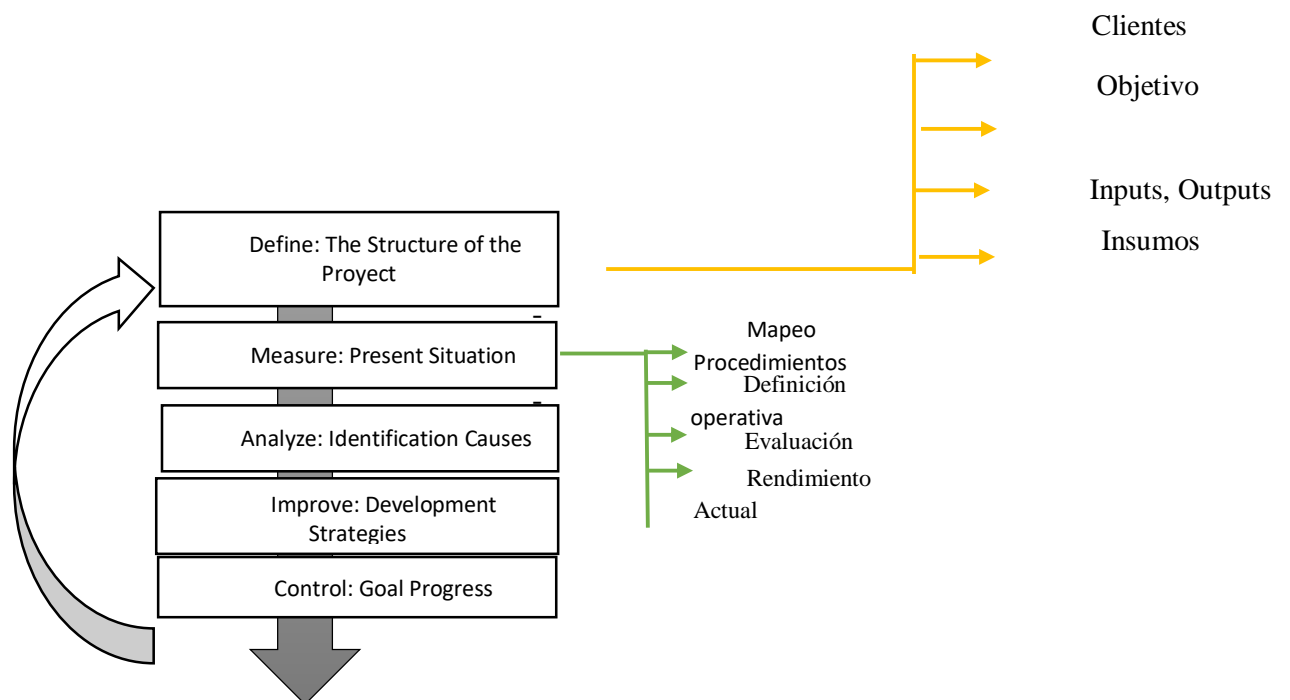 Clientes
Objetivo
Inputs, Outputs
Insumos
Define: The Structure of the
Proyect
-
Measure: Present Situation
-
Analyze: Identification Causes
Improve: Development
Strategies
Control: Goal Progress
Mapeo
Procedimientos
Definición
operativa
Evaluación
Rendimiento
Actual